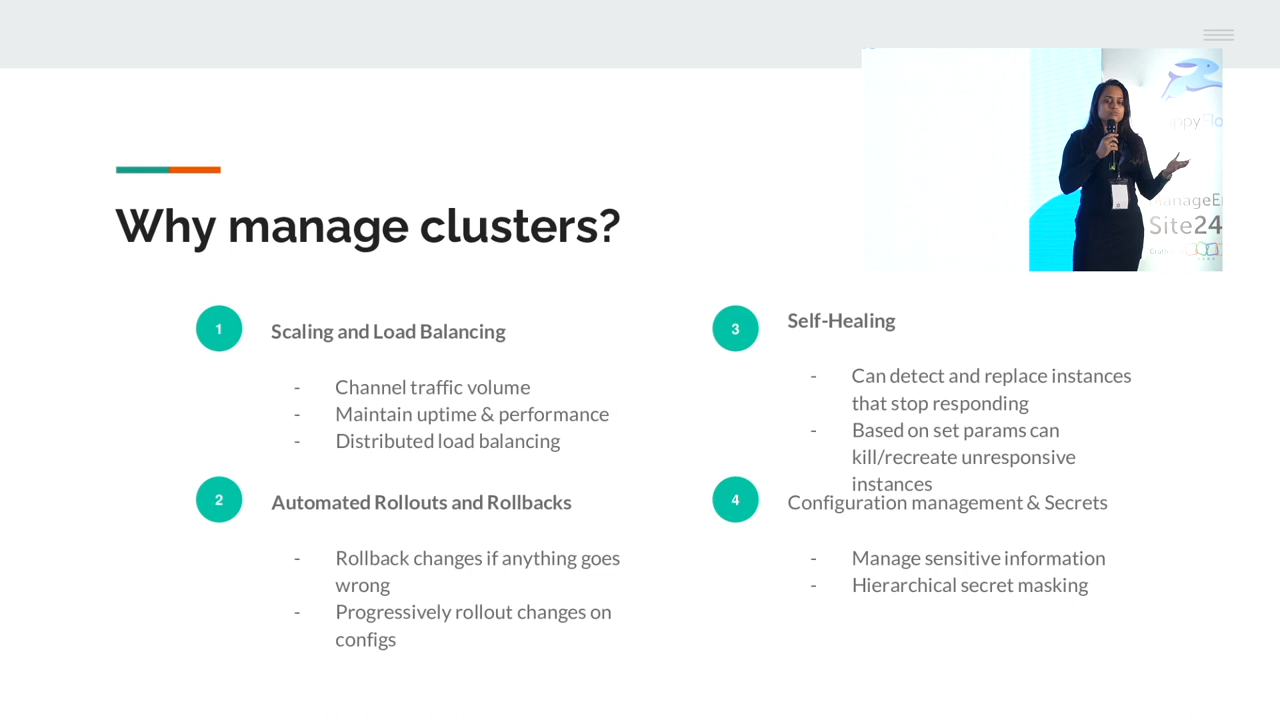 Why manage clusters?
1
Scaling and Load Balancing
- Channel traffic volume
- Maintain uptime & performance
- Distributed load balancing
2
Automated Rollouts and Rollbacks
- Rollback changes if anything goes
wrong
- Progressively rollout changes on
configs
3
Self-Healing
- Can detect and replace instances
that stop responding
- Based on set params can
kill/recreate unresponsive
instances
4
Configuration management & Secrets
- Manage sensitive information
- Hierarchical secret masking
ppy Flo
anageE
Site24